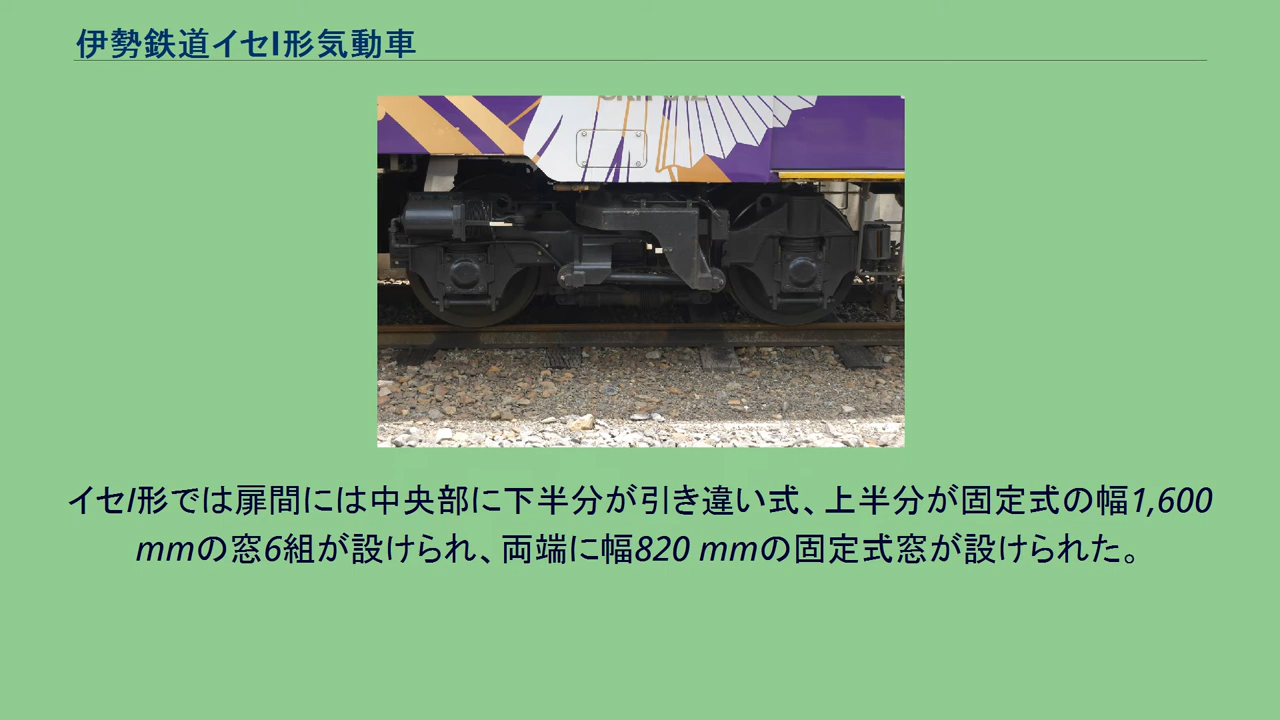 伊勢鉄道イセI形気動車
イセI形では扉間には中央部に下半分が引き違い式、上半分が固定式の幅1,600
mmの窓6組が設けられ、両端に幅820 mmの固定式窓が設けられた。